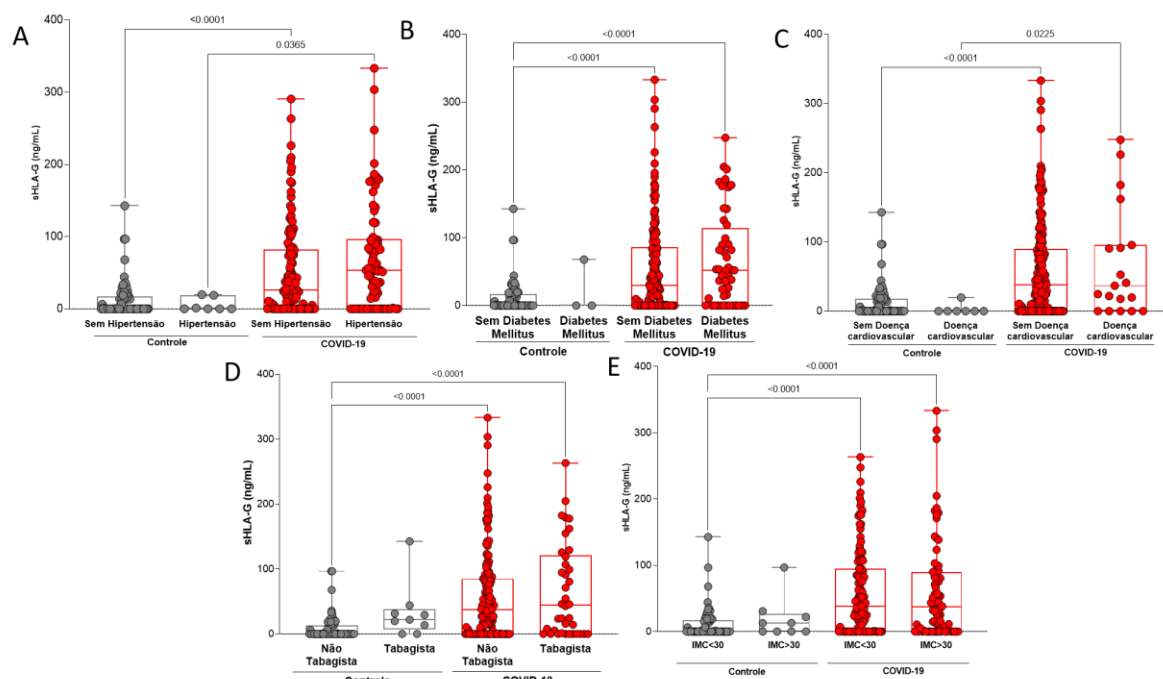 A
sHLA-G (ng/mL)
400
300
200
100
0
<0.0001
0.0365
Sem Hipertensão Hipertensão Sem Hipertensão Hipertensão
Controle COVID-19
B
sHLA-G (ng/mL)
400
300
200
100
0
<0.0001
<0.0001
Sem Diabetes Diabetes Sem Diabetes Diabetes
Mellitus Mellitus Mellitus Mellitus
Controle COVID-19
C
sHLA-G (ng/mL)
400
300
200
100
0
0.0225
<0.0001
Sem Doença Doença Sem Doença Doença
cardiovascular cardiovascular cardiovascular cardiovascular
Controle COVID-19
D
sHLA-G (ng/mL)
400
300
200
100
0
<0.0001
<0.0001
Não Tabagista Não Tabagista
Tabagista Tabagista
Controle COVID-19
E
sHLA-G (ng/mL)
400
300
200
100
0
<0.0001
<0.0001
IMC<30 IMC>30 IMC<30 IMC>30
Controle COVID-19